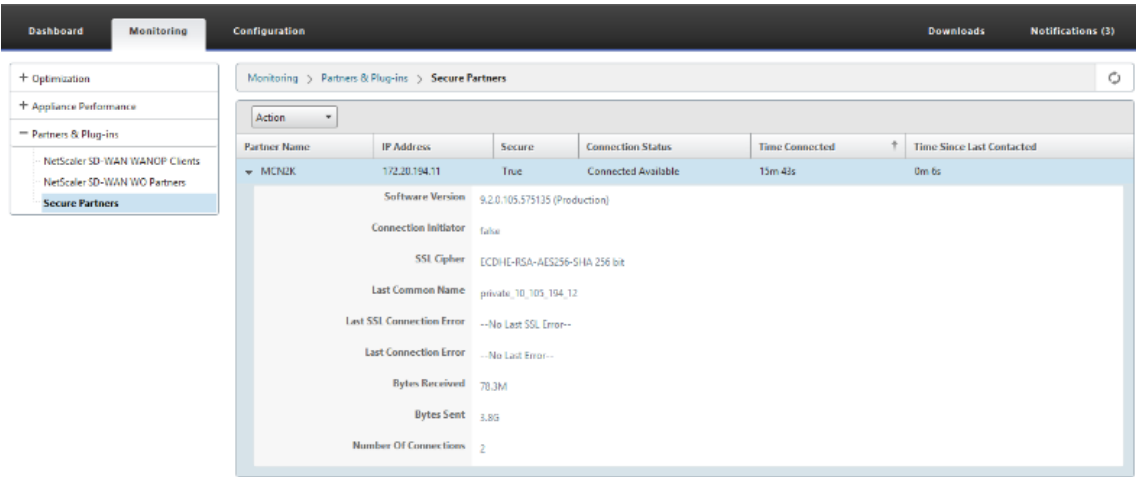 Dashboard Monitoring Configuration Downloads Notifications (3)
+ Optimization
+ Appliance Performance
− Partners & Plug-ins
NetScaler SD-WAN WANOP Clients
NetScaler SD-WAN WO Partners
Secure Partners
Monitoring > Partners & Plug-ins > Secure Partners
Action
Partner Name IP Address Secure Connection Status Time Connected ↑ Time Since Last Contacted
MCN2K 172.20.194.11 True Connected Available 15m 43s 0m 6s
Software Version 9.2.0.105.575135 (Production)
Connection Initiator false
SSL Cipher ECDHE-RSA-AES256-SHA 256 bit
Last Common Name private_10_105_194_12
Last SSL Connection Error --No Last SSL Error--
Last Connection Error --No Last Error--
Bytes Received 78.3M
Bytes Sent 3.8G
Number Of Connections 2